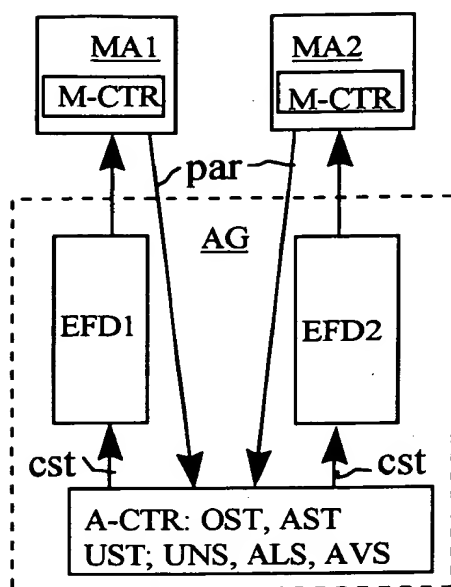 MA1
M-CTR
MA2
M-CTR
par
AG
EFD1
EFD2
cst
cst
A-CTR: OST, AST
UST; UNS, ALS, AVS